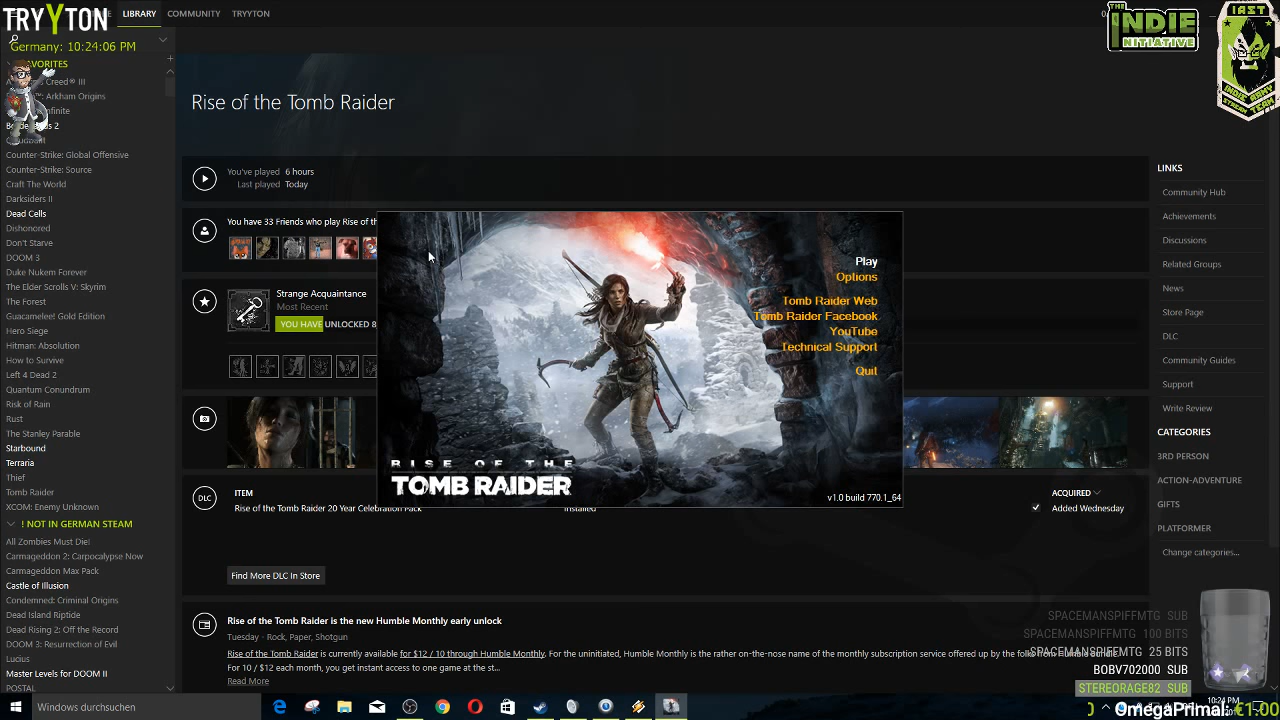 TRYYTON
LIBRARY
COMMUNITY
TRYYTON
Germany: 10:24:06 PM
THE
INDIE
INITIATIVE
INDIE ARMY
STREAM TEAM
Creed® III
Arkham Origins
Counter-Strike: Global Offensive
Counter-Strike: Source
Craft The World
Darksiders II
Dead Cells
Dishonored
Don't Starve
DOOM 3
Duke Nukem Forever
The Elder Scrolls V: Skyrim
The Forest
Guacamelee! Gold Edition
Hero Siege
Hitman: Absolution
How to Survive
Left 4 Dead 2
Quantum Conundrum
Risk of Rain
Rust
The Stanley Parable
Starbound
Terraria
Thief
Tomb Raider
XCOM: Enemy Unknown
! NOT IN GERMAN STEAM
All Zombies Must Die!
Carmageddon 2: Carpocalypse Now
Carmageddon Max Pack
Castle of Illusion
Condemned: Criminal Origins
Dead Island Riptide
Dead Rising 2: Off the Record
DOOM 3: Resurrection of Evil
Lucius
Master Levels for DOOM II
POSTAL
Rise of the Tomb Raider
You've played 6 hours
Last played Today
You have 33 Friends who play Rise of th
Strange Acquaintance
Most Recent
YOU HAVE UNLOCKED 8
Play
Options
Tomb Raider Web
Tomb Raider Facebook
YouTube
Technical Support
Quit
RISE OF THE
TOMB RAIDER
v1.0 build 770.1_64
DLC
ITEM
ACQUIRED
Rise of the Tomb Raider 20 Year Celebration Pack
Installed
Added Wednesday
Find More DLC In Store
Rise of the Tomb Raider is the new Humble Monthly early unlock
Tuesday - Rock, Paper, Shotgun
Rise of the Tomb Raider is currently available for $12 / 10 through Humble Monthly. For the uninitiated, Humble Monthly is the rather on-the-nose name of the monthly subscription service offered up by the folks
For 10 / $12 each month, you get instant access to one game at the st...
Read More
LINKS
Community Hub
Achievements
Discussions
Related Groups
News
Store Page
DLC
Community Guides
Support
Write Review
CATEGORIES
3RD PERSON
ACTION-ADVENTURE
GIFTS
PLATFORMER
Change categories...
SPACEMANSPIFFMTG SUB
SPACEMANSPIFFMTG 100 BITS
SPACEMANSPIFFMTG 25 BITS
BOBV702000 SUB
STEREORAGE82 SUB
Windows durchsuchen
10:24 PM
OmegaPrimal: €1.00